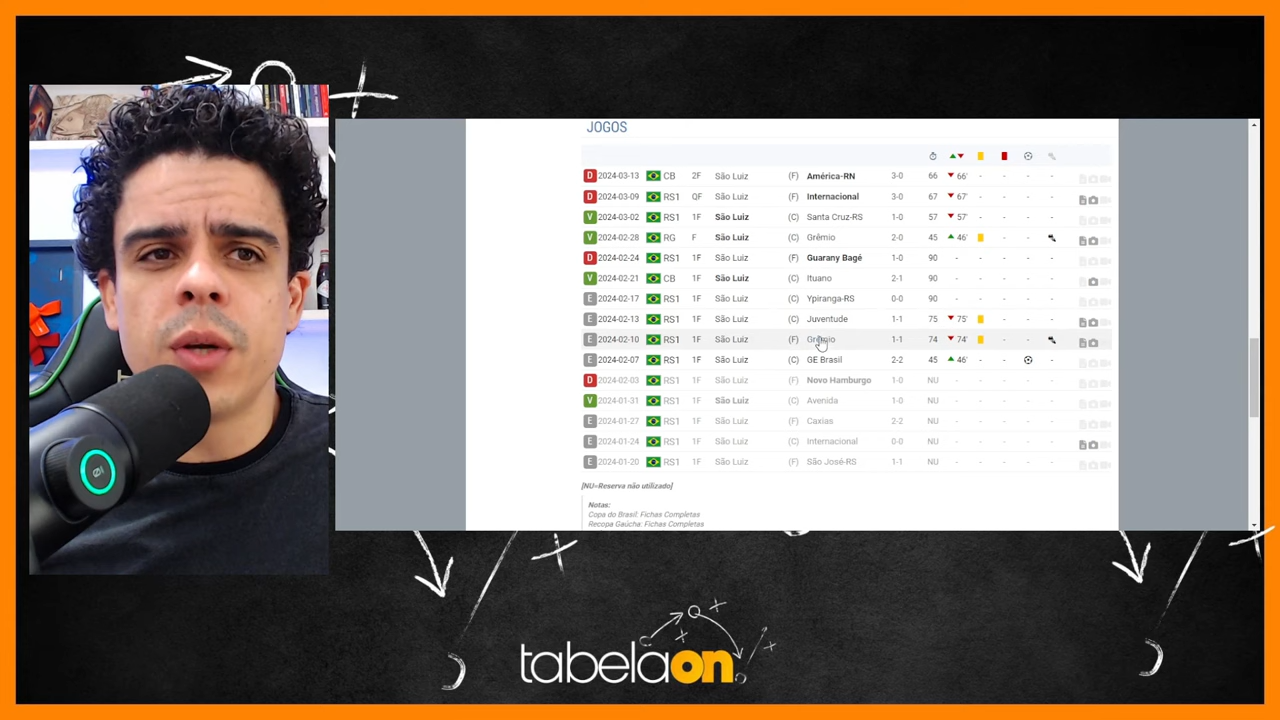 JOGOS
D 2024-03-13 CB 2F São Luiz (F) América-RN 3-0 66 66' - - - -
D 2024-03-09 RS1 QF São Luiz (F) Internacional 3-0 67 67' - - - -
V 2024-03-02 RS1 1F São Luiz (C) Santa Cruz-RS 1-0 57 57' - - - -
V 2024-02-28 RG F São Luiz (C) Grêmio 2-0 45 46' - -
D 2024-02-24 RS1 1F São Luiz (F) Guarany Bagé 1-0 90 - - - - -
V 2024-02-21 CB 1F São Luiz (C) Ituano 2-1 90 - - - - -
E 2024-02-17 RS1 1F São Luiz (C) Ypiranga-RS 0-0 90 - - - - -
E 2024-02-13 RS1 1F São Luiz (C) Juventude 1-1 75 75' - - -
E 2024-02-10 RS1 1F São Luiz (F) Grêmio 1-1 74 74' - -
E 2024-02-07 RS1 1F São Luiz (C) GE Brasil 2-2 45 46' - - -
D 2024-02-03 RS1 1F São Luiz (F) Novo Hamburgo 1-0 NU - - - - -
V 2024-01-31 RS1 1F São Luiz (C) Avenida 1-0 NU - - - - -
E 2024-01-27 RS1 1F São Luiz (F) Caxias 2-2 NU - - - - -
E 2024-01-24 RS1 1F São Luiz (C) Internacional 0-0 NU - - - - -
E 2024-01-20 RS1 1F São Luiz (F) São José-RS 1-1 NU - - - - -
[NU=Reserva não utilizado]
Notas:
Copa do Brasil: Fichas Completas
Recopa Gaúcha: Fichas Completas
tabelaon